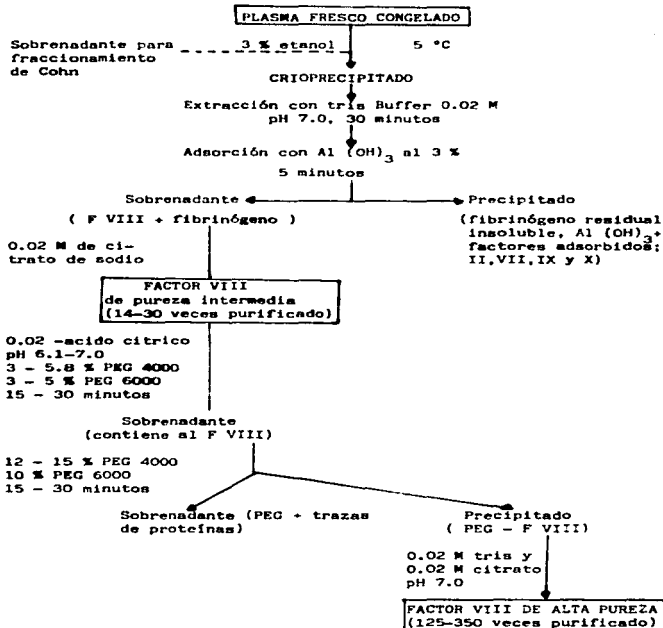 PLASMA FRESCO CONGELADO
Sobrenadante para
fraccionamiento
de Cohn
3 % etanol
5 °C
CRIOPRECIPITADO
Extracción con tris Buffer 0.02 M
pH 7.0, 30 minutos
Adsorción con Al (OH)3 al 3 %
5 minutos
Sobrenadante
( F VIII + fibrinógeno )
Precipitado
(fibrinógeno residual
insoluble, Al (OH)3+
factores adsorbidos;
II,VII,IX y X)
0.02 M de ci-
trato de sodio
FACTOR VIII
de pureza intermedia
(14-30 veces purificado)
0.02 -acido cítrico
pH 6.1-7.0
3 - 5.8 % PEG 4000
3 - 5 % PEG 6000
15 - 30 minutos
Sobrenadante
(contiene al F VIII)
12 - 15 % PEG 4000
10 % PEG 6000
15 - 30 minutos
Sobrenadante (PEG + trazas
de proteínas)
Precipitado
( PEG - F VIII)
0.02 M tris y
0.02 M citrato
pH 7.0
FACTOR VIII DE ALTA PUREZA
(125-350 veces purificado)